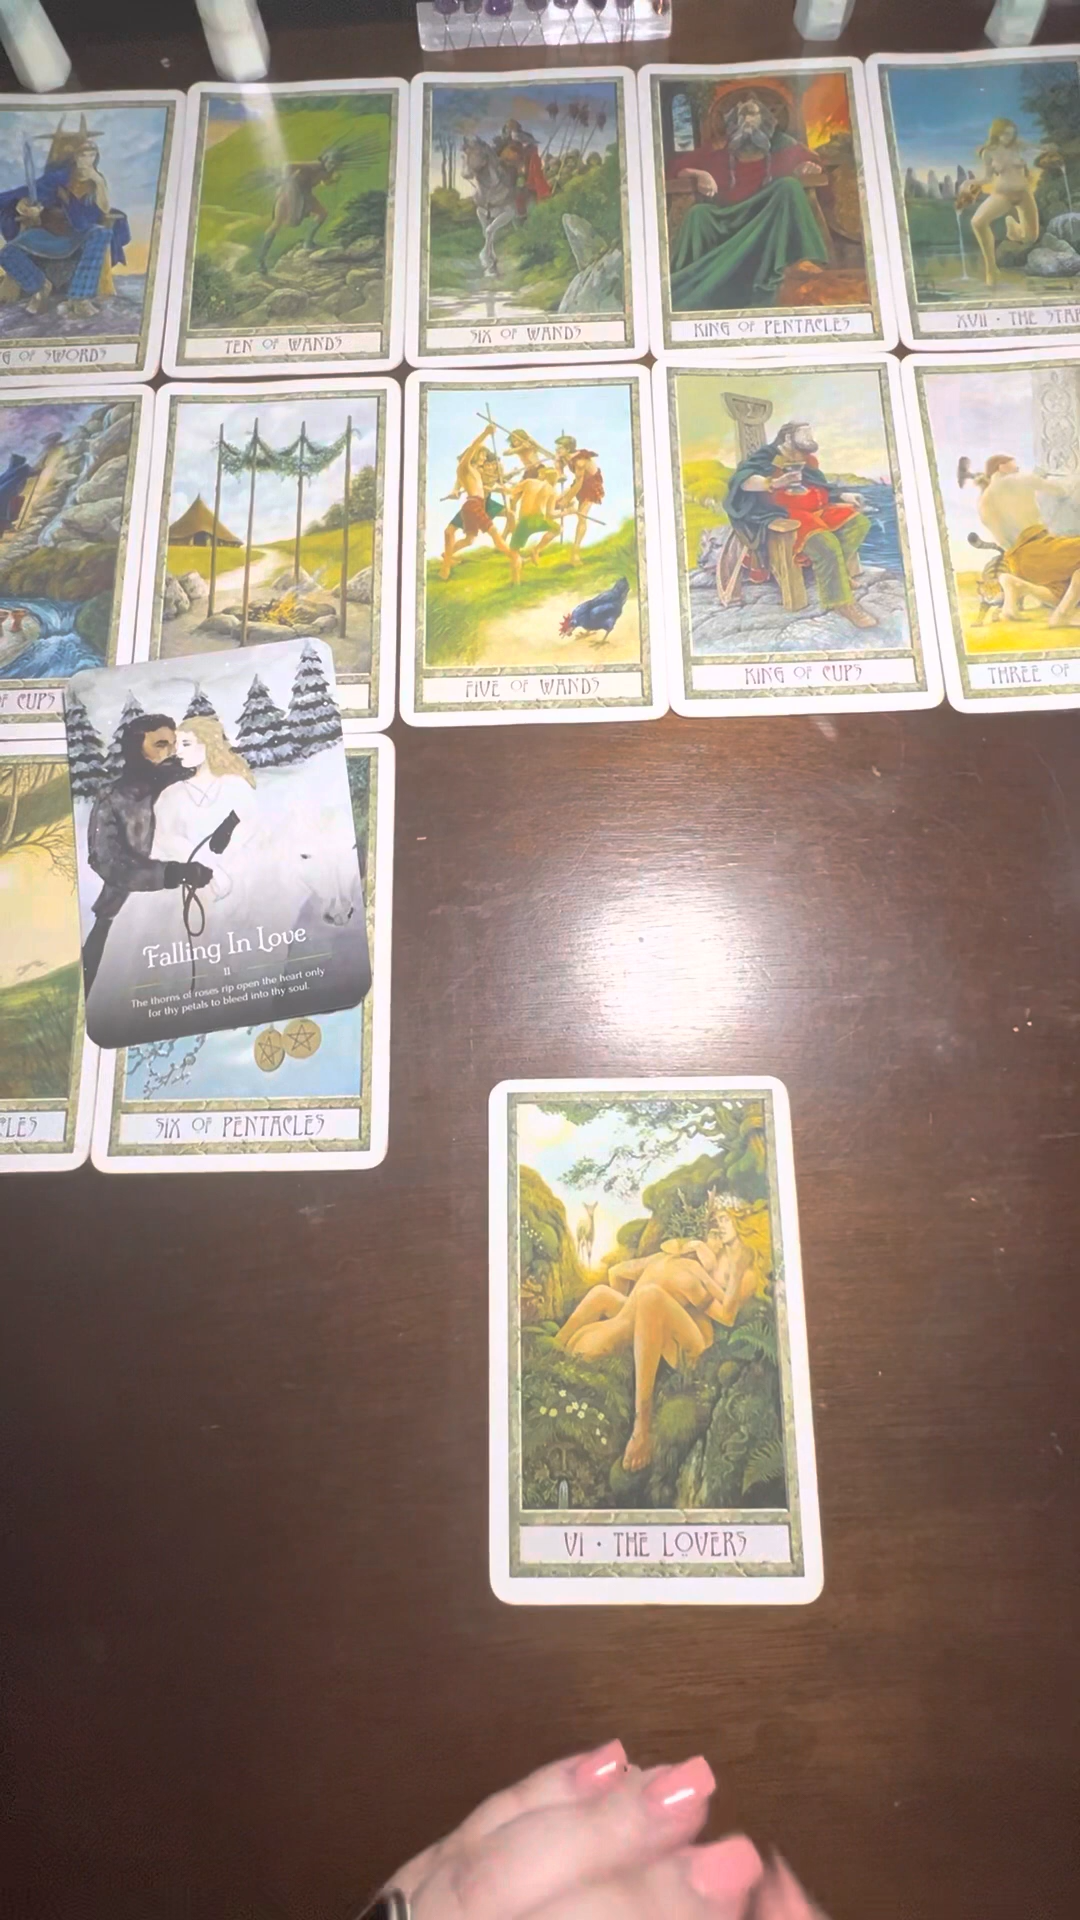 G OF SWORDS
TEN OF WANDS
SIX OF WANDS
KING OF PENTACLES
XVII · THE STAR
OF CUPS
FIVE OF WANDS
KING OF CUPS
THREE OF
Falling In Love
II
The thorns of roses rip open the heart only
for thy petals to bleed into thy soul.
CLES
SIX OF PENTACLES
VI · THE LOVERS